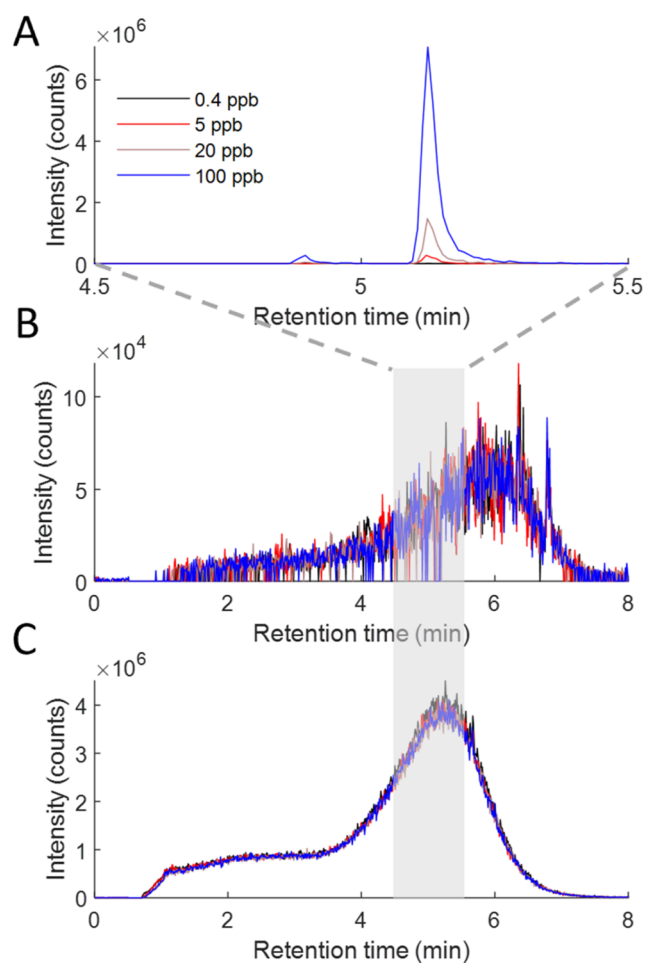 A
×10^6
Intensity (counts)
6
4
2
0
0.4 ppb
5 ppb
20 ppb
100 ppb
4.5 5 5.5
Retention time (min)
B
×10^4
Intensity (counts)
10
5
0
0 2 4 6 8
Retention time (min)
C
×10^6
Intensity (counts)
4
3
2
1
0
0 2 4 6 8
Retention time (min)